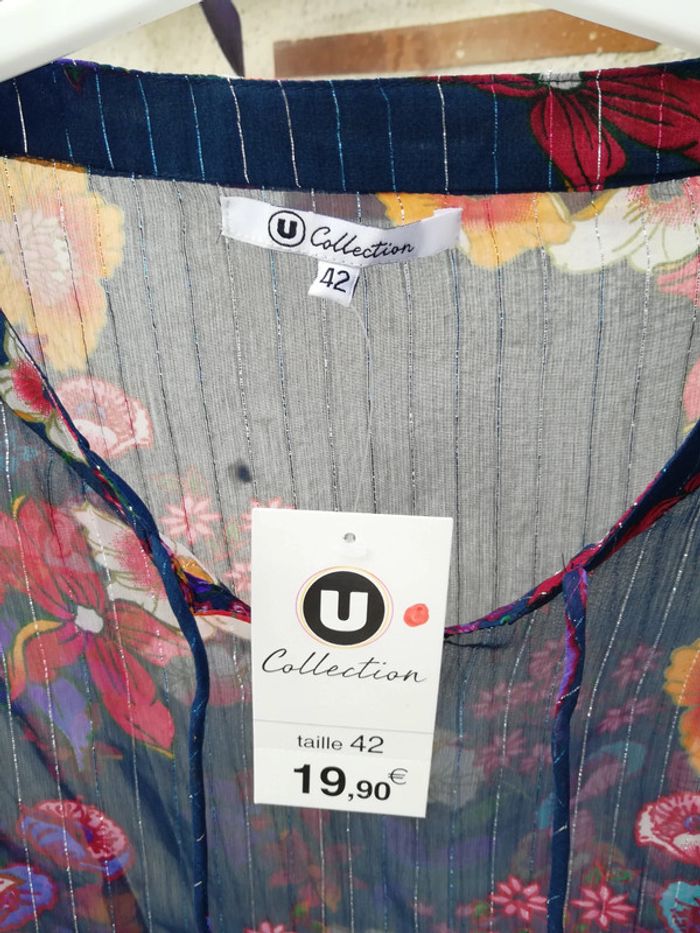 U Collection
42
U
Collection
taille 42
19,90€